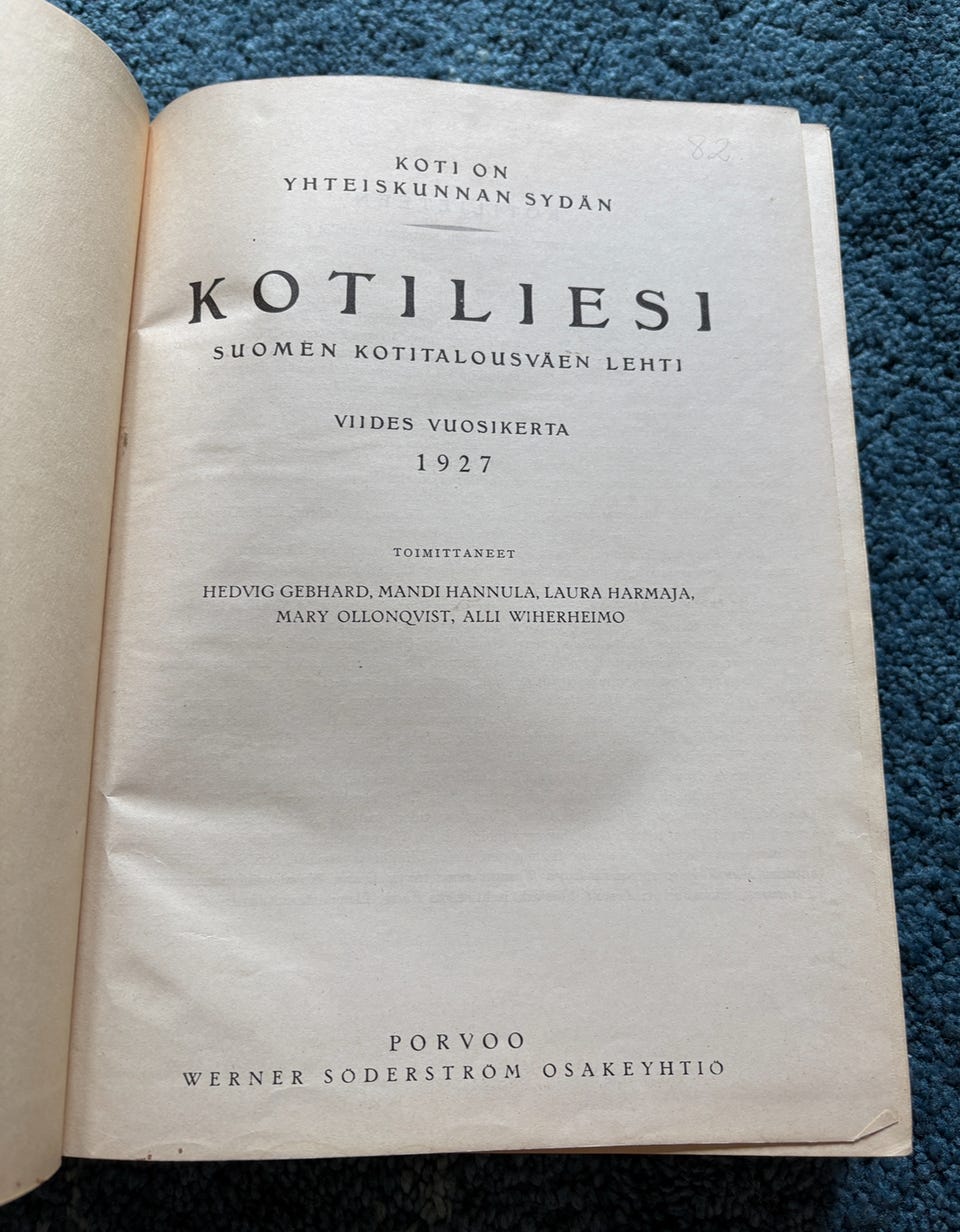 82
KOTI ON
YHTEISKUNNAN SYDÄN
KOTILIESI
SUOMEN KOTITALOUSVÄEN LEHTI
VIIDES VUOSIKERTA
1927
TOIMITTANEET
HEDVIG GEBHARD, MANDI HANNULA, LAURA HARMAJA,
MARY OLLONQVIST, ALLI WIHERHEIMO
PORVOO
WERNER SÖDERSTRÖM OSAKEYHTIÖ